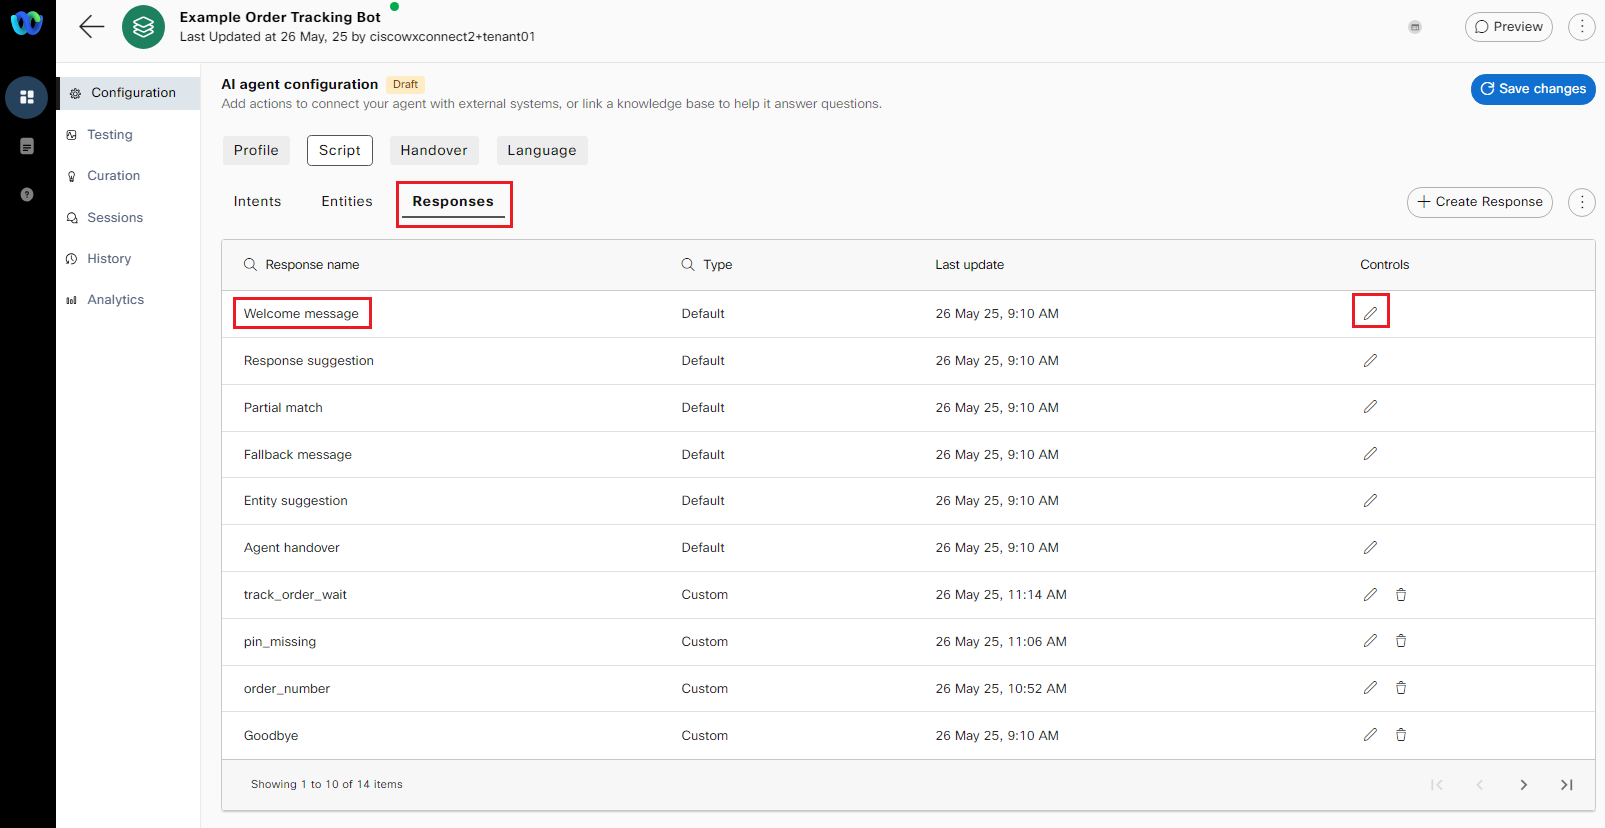 Example Order Tracking Bot
Last Updated at 26 May, 25 by ciscowxconnect2+tenant01
Preview
Configuration
Testing
Curation
Sessions
History
Analytics
AI agent configuration Draft
Add actions to connect your agent with external systems, or link a knowledge base to help it answer questions.
Save changes
Profile Script Handover Language
Intents Entities Responses
Create Response
Response name Type Last update Controls
Welcome message Default 26 May 25, 9:10 AM
Response suggestion Default 26 May 25, 9:10 AM
Partial match Default 26 May 25, 9:10 AM
Fallback message Default 26 May 25, 9:10 AM
Entity suggestion Default 26 May 25, 9:10 AM
Agent handover Default 26 May 25, 9:10 AM
track_order_wait Custom 26 May 25, 11:14 AM
pin_missing Custom 26 May 25, 11:06 AM
order_number Custom 26 May 25, 10:52 AM
Goodbye Custom 26 May 25, 9:10 AM
Showing 1 to 10 of 14 items